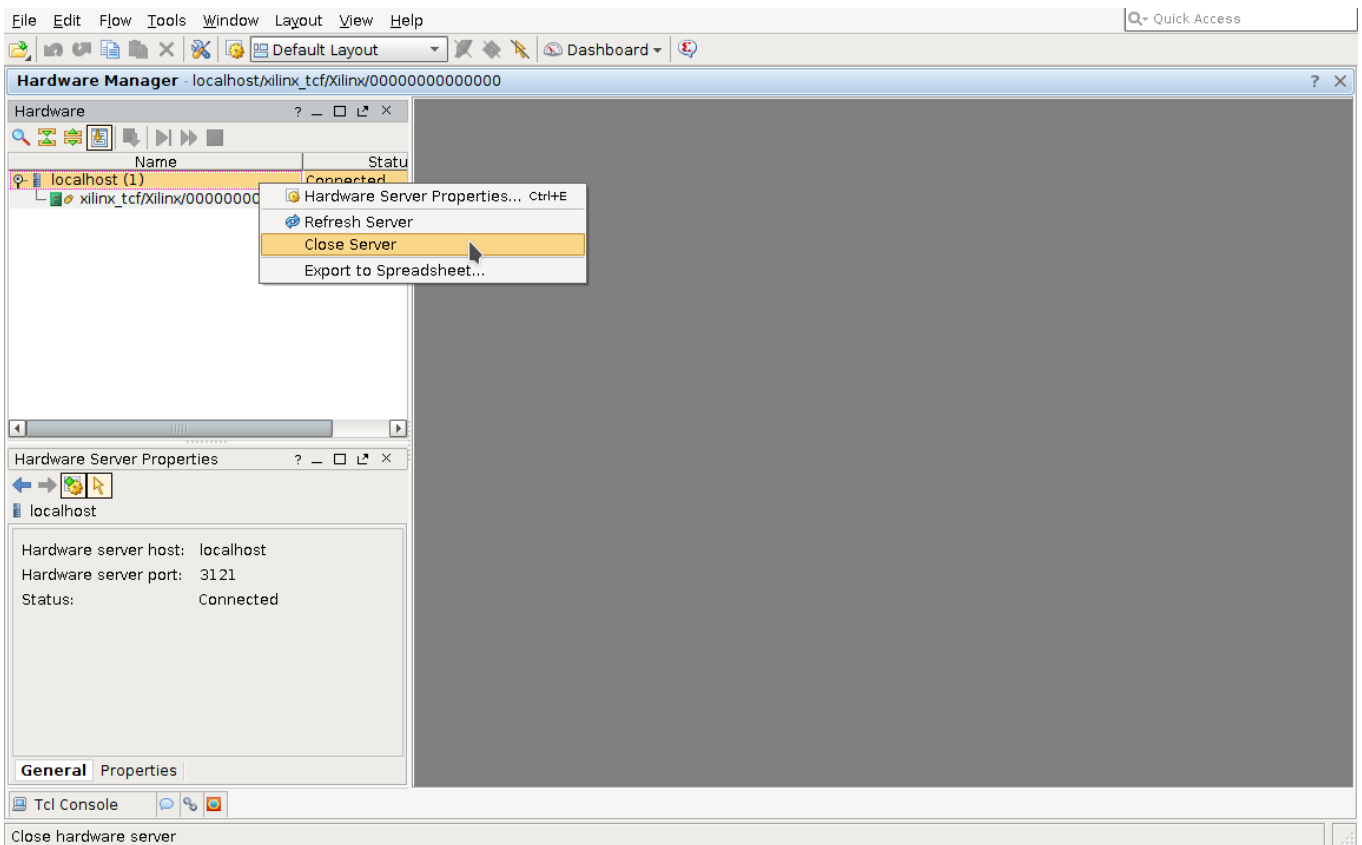 File Edit Flow Tools Window Layout View Help
Q- Quick Access
Default Layout
Dashboard
Hardware Manager - localhost/xilinx_tcf/Xilinx/00000000000000
? ×
Hardware
?
Name
Statu
localhost (1)
Connected
xilinx_tcf/Xilinx/00000000
Hardware Server Properties... Ctrl+E
Refresh Server
Close Server
Export to Spreadsheet...
Hardware Server Properties
?
localhost
Hardware server host: localhost
Hardware server port: 3121
Status: Connected
General Properties
Tcl Console
Close hardware server